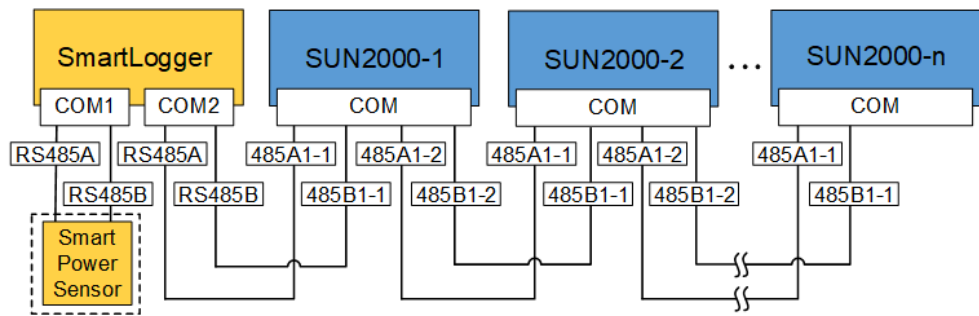 SmartLogger
SUN2000-1
SUN2000-2
...
SUN2000-n
COM1
COM2
COM
COM
COM
RS485A
RS485A
485A1-1
485A1-2
485A1-1
485A1-2
485A1-1
RS485B
RS485B
485B1-1
485B1-2
485B1-1
485B1-2
485B1-1
Smart
Power
Sensor